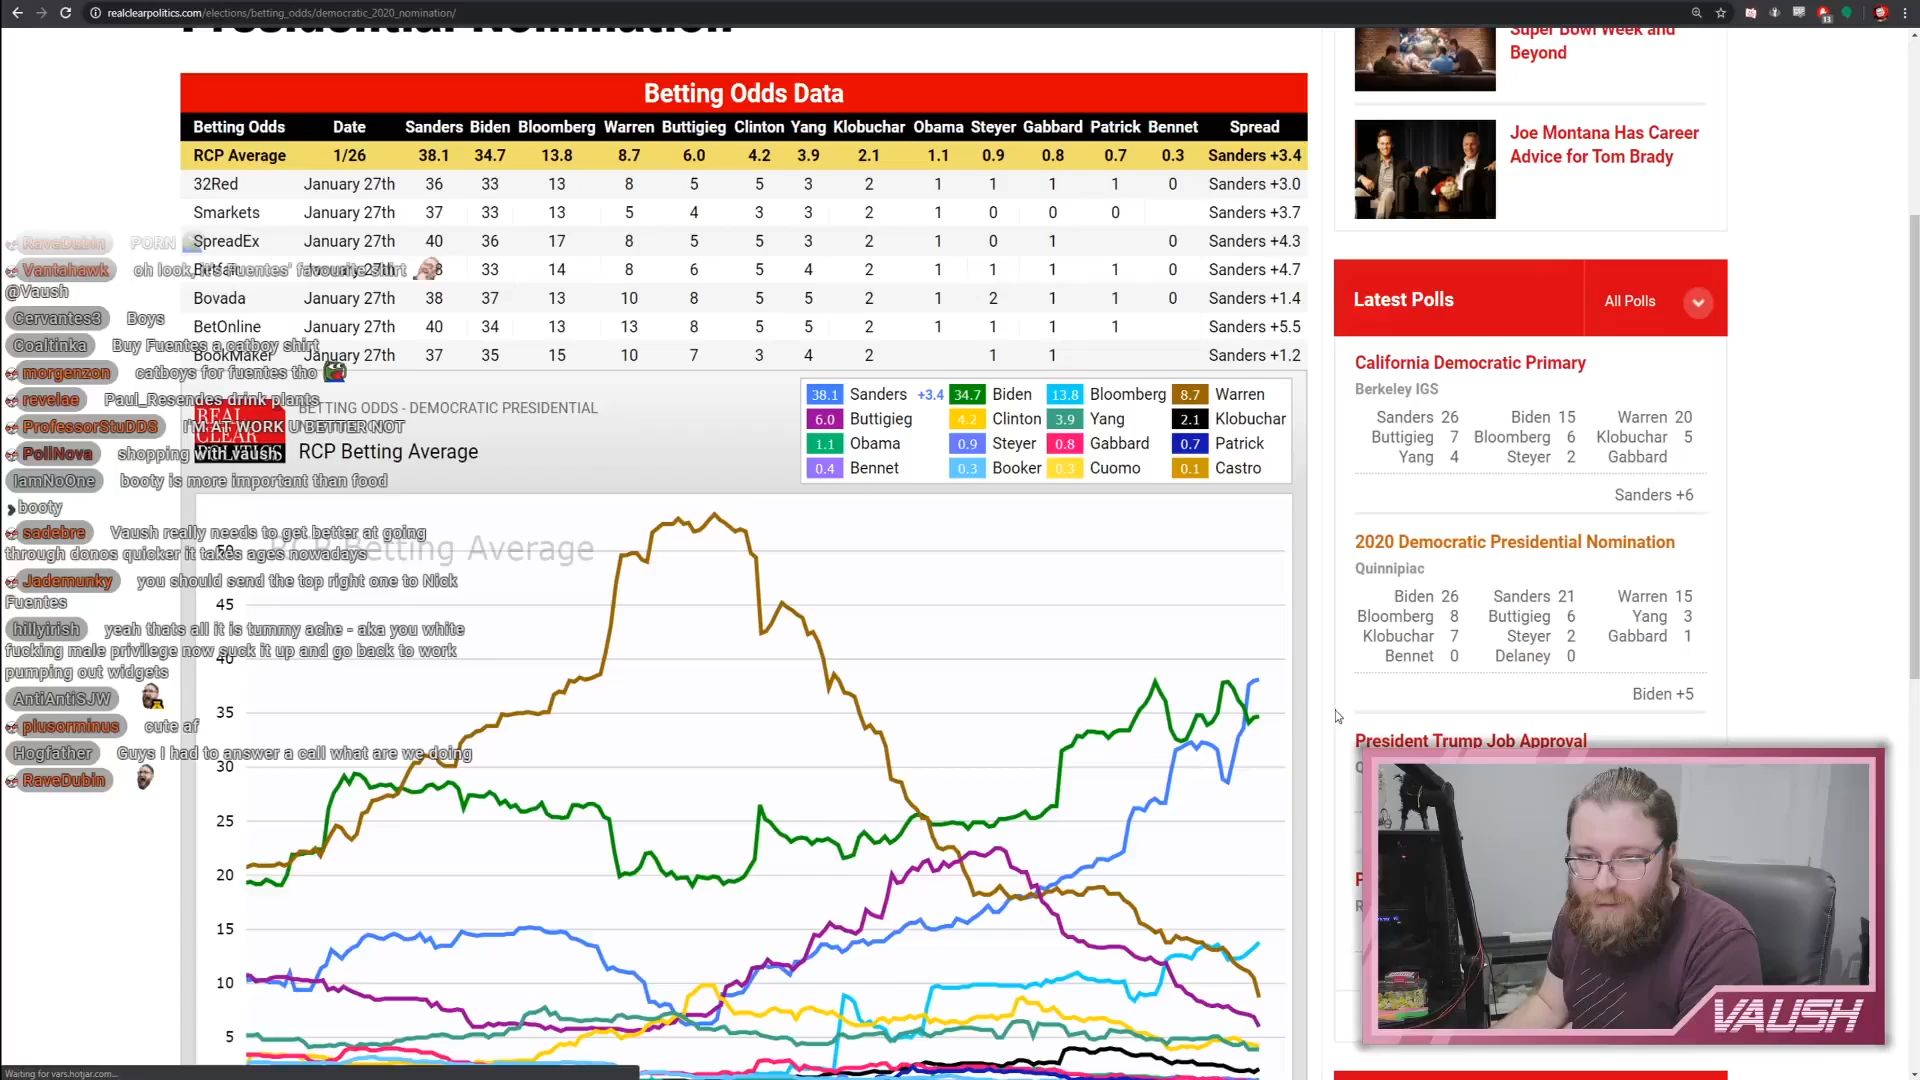 realclearpolitics.com/elections/betting_odds/democratic_2020_nomination/
13
Presidential Nomination
Betting Odds Data
Betting Odds Date Sanders Biden Bloomberg Warren Buttigieg Clinton Yang Klobuchar Obama Steyer Gabbard Patrick Bennet Spread
RCP Average 1/26 38.1 34.7 13.8 8.7 6.0 4.2 3.9 2.1 1.1 0.9 0.8 0.7 0.3 Sanders +3.4
32Red January 27th 36 33 13 8 5 5 3 2 1 1 1 1 0 Sanders +3.0
Smarkets January 27th 37 33 13 5 4 3 3 2 1 0 0 0 Sanders +3.7
SpreadEx January 27th 40 36 17 8 5 5 3 2 1 0 1 0 Sanders +4.3
Betfair January 27th 33 14 8 6 5 4 2 1 1 1 1 0 Sanders +4.7
Bovada January 27th 38 37 13 10 8 5 5 2 1 2 1 1 0 Sanders +1.4
BetOnline January 27th 40 34 13 13 8 5 5 2 1 1 1 1 Sanders +5.5
BookMaker January 27th 37 35 15 10 7 3 4 2 1 1 Sanders +1.2
RaveDubin PORN
Vantahawk oh look, it's Fuentes' favourite shirt
@Vaush
Cervantes3 Boys
Coaltinka Buy Fuentes a catboy shirt
morgenzon catboys for fuentes tho
revelae Paul_Resendes drink plants
ProfessorStuDDS I'M AT WORK U BETTER NOT
PollNova shopping with vaush
IamNoOne booty is more important than food
booty
sadebre Vaush really needs to get better at going
through donos quicker it takes ages nowadays
Jademunky you should send the top right one to Nick
Fuentes
hillyirish yeah thats all it is tummy ache - aka you white
fucking male privilege now suck it up and go back to work
pumping out widgets
AntiAntiSJW
plusorminus cute af
Hogfather Guys I had to answer a call what are we doing
RaveDubin
REAL
CLEAR
POLITICS
BETTING ODDS - DEMOCRATIC PRESIDENTIAL
RCP Betting Average
38.1 Sanders +3.4 34.7 Biden 13.8 Bloomberg 8.7 Warren
6.0 Buttigieg 4.2 Clinton 3.9 Yang 2.1 Klobuchar
1.1 Obama 0.9 Steyer 0.8 Gabbard 0.7 Patrick
0.4 Bennet 0.3 Booker 0.3 Cuomo 0.1 Castro
RCP Betting Average
50
45
40
35
30
25
20
15
10
5
Waiting for vars.hotjar.com...
Super Bowl Week and
Beyond
Joe Montana Has Career
Advice for Tom Brady
Latest Polls All Polls
California Democratic Primary
Berkeley IGS
Sanders 26 Biden 15 Warren 20
Buttigieg 7 Bloomberg 6 Klobuchar 5
Yang 4 Steyer 2 Gabbard
Sanders +6
2020 Democratic Presidential Nomination
Quinnipiac
Biden 26 Sanders 21 Warren 15
Bloomberg 8 Buttigieg 6 Yang 3
Klobuchar 7 Steyer 2 Gabbard 1
Bennet 0 Delaney 0
Biden +5
President Trump Job Approval
VAUSH